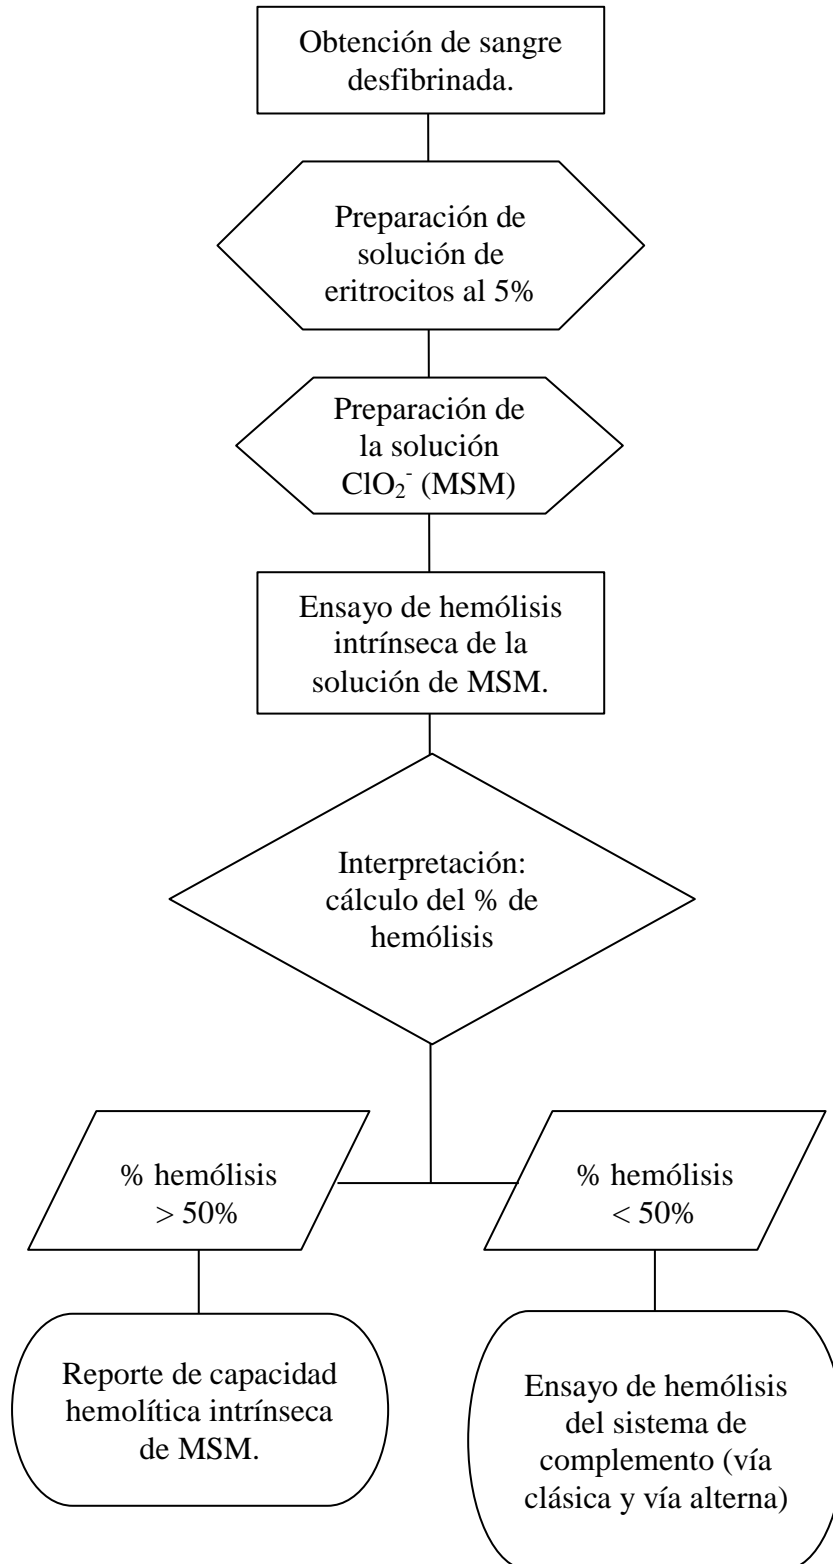 Obtención de sangre
desfibrinada.
Preparación de
solución de
eritrocitos al 5%
Preparación de
la solución
ClO₂⁻ (MSM)
Ensayo de hemólisis
intrínseca de la
solución de MSM.
Interpretación:
cálculo del % de
hemólisis
% hemólisis
> 50%
% hemólisis
< 50%
Reporte de capacidad
hemolítica intrínseca
de MSM.
Ensayo de hemólisis
del sistema de
complemento (vía
clásica y vía alterna)